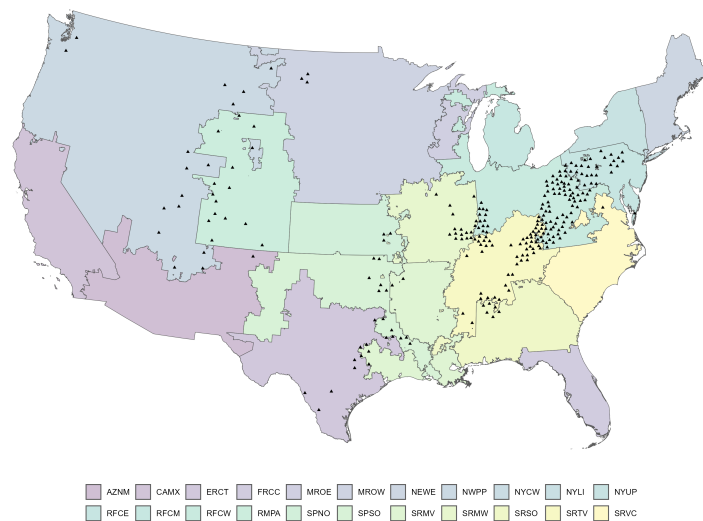 AZNM CAMX ERCT FRCC MROE MROW NEWE NWPP NYCW NYLI NYUP
RFCE RFCM RFCW RMPA SPNO SPSO SRMV SRMW SRSO SRTV SRVC